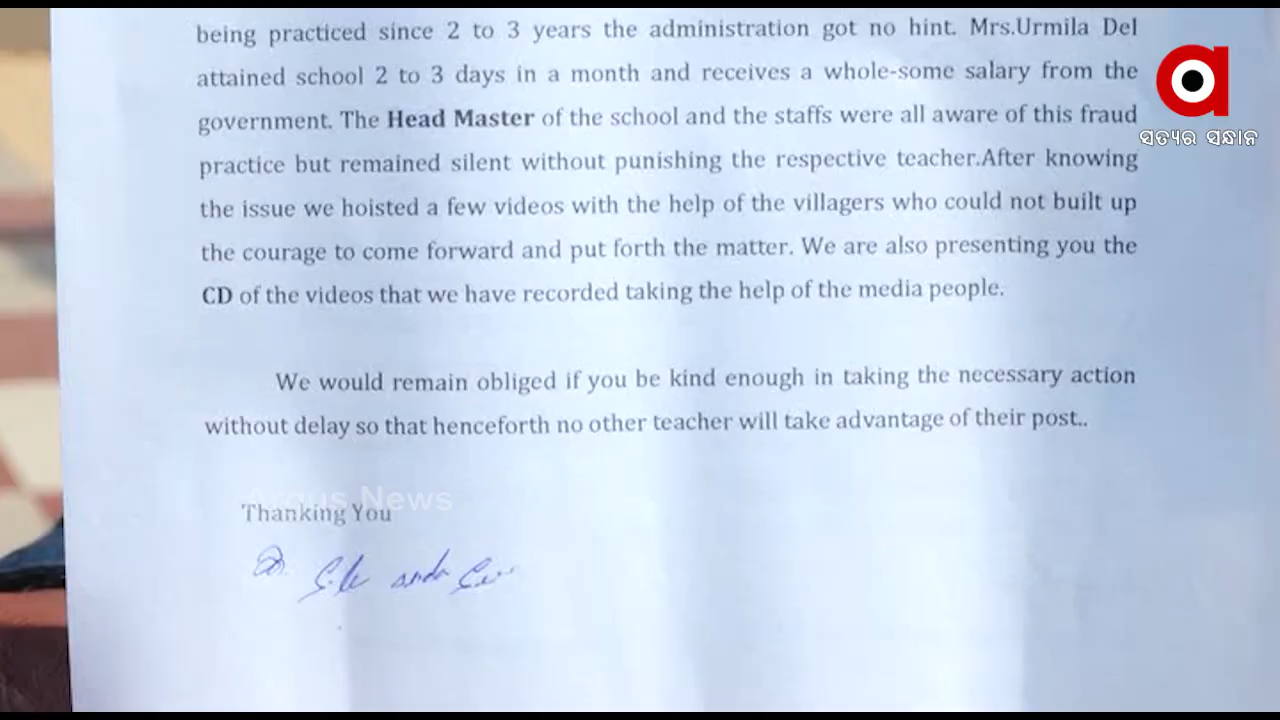 being practiced since 2 to 3 years the administration got no hint. Mrs.Urmila Del
attained school 2 to 3 days in a month and receives a whole-some salary from the
government. The Head Master of the school and the staffs were all aware of this fraud
practice but remained silent without punishing the respective teacher.After knowing
the issue we hoisted a few videos with the help of the villagers who could not built up
the courage to come forward and put forth the matter. We are also presenting you the
CD of the videos that we have recorded taking the help of the media people.
We would remain obliged if you be kind enough in taking the necessary action
without delay so that henceforth no other teacher will take advantage of their post..
Thanking You
Argus News
ସତ୍ୟର ସନ୍ଧାନ